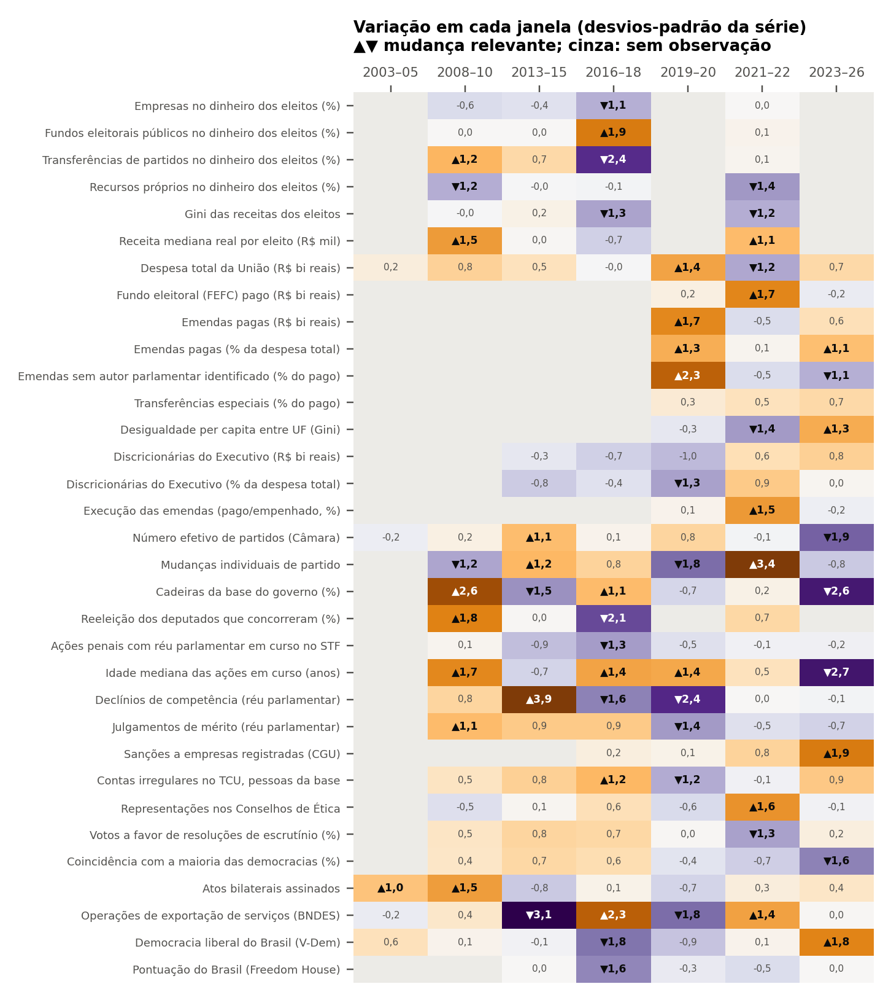 Variação em cada janela (desvios-padrão da série)
▲▼ mudança relevante; cinza: sem observação
2003–05 2008–10 2013–15 2016–18 2019–20 2021–22 2023–26
Empresas no dinheiro dos eleitos (%) -0,6 -0,4 ▼1,1 0,0
Fundos eleitorais públicos no dinheiro dos eleitos (%) 0,0 0,0 ▲1,9 0,1
Transferências de partidos no dinheiro dos eleitos (%) ▲1,2 0,7 ▼2,4 0,1
Recursos próprios no dinheiro dos eleitos (%) ▼1,2 -0,0 -0,1 ▼1,4
Gini das receitas dos eleitos -0,0 0,2 ▼1,3 ▼1,2
Receita mediana real por eleito (R$ mil) ▲1,5 0,0 -0,7 ▲1,1
Despesa total da União (R$ bi reais) 0,2 0,8 0,5 -0,0 ▲1,4 ▼1,2 0,7
Fundo eleitoral (FEFC) pago (R$ bi reais) 0,2 ▲1,7 -0,2
Emendas pagas (R$ bi reais) ▲1,7 -0,5 0,6
Emendas pagas (% da despesa total) ▲1,3 0,1 ▲1,1
Emendas sem autor parlamentar identificado (% do pago) ▲2,3 -0,5 ▼1,1
Transferências especiais (% do pago) 0,3 0,5 0,7
Desigualdade per capita entre UF (Gini) -0,3 ▼1,4 ▲1,3
Discricionárias do Executivo (R$ bi reais) -0,3 -0,7 -1,0 0,6 0,8
Discricionárias do Executivo (% da despesa total) -0,8 -0,4 ▼1,3 0,9 0,0
Execução das emendas (pago/empenhado, %) 0,1 ▲1,5 -0,2
Número efetivo de partidos (Câmara) -0,2 0,2 ▲1,1 0,1 0,8 -0,1 ▼1,9
Mudanças individuais de partido ▼1,2 ▲1,2 0,8 ▼1,8 ▲3,4 -0,8
Cadeiras da base do governo (%) ▲2,6 ▼1,5 ▲1,1 -0,7 0,2 ▼2,6
Reeleição dos deputados que concorreram (%) ▲1,8 0,0 ▼2,1 0,7
Ações penais com réu parlamentar em curso no STF 0,1 -0,9 ▼1,3 -0,5 -0,1 -0,2
Idade mediana das ações em curso (anos) ▲1,7 -0,7 ▲1,4 ▲1,4 0,5 ▼2,7
Declínios de competência (réu parlamentar) 0,8 ▲3,9 ▼1,6 ▼2,4 0,0 -0,1
Julgamentos de mérito (réu parlamentar) ▲1,1 0,9 0,9 ▼1,4 -0,5 -0,7
Sanções a empresas registradas (CGU) 0,2 0,1 0,8 ▲1,9
Contas irregulares no TCU, pessoas da base 0,5 0,8 ▲1,2 ▼1,2 -0,1 0,9
Representações nos Conselhos de Ética -0,5 0,1 0,6 -0,6 ▲1,6 -0,1
Votos a favor de resoluções de escrutínio (%) 0,5 0,8 0,7 0,0 ▼1,3 0,2
Coincidência com a maioria das democracias (%) 0,4 0,7 0,6 -0,4 -0,7 ▼1,6
Atos bilaterais assinados ▲1,0 ▲1,5 -0,8 0,1 -0,7 0,3 0,4
Operações de exportação de serviços (BNDES) -0,2 0,4 ▼3,1 ▲2,3 ▼1,8 ▲1,4 0,0
Democracia liberal do Brasil (V-Dem) 0,6 0,1 -0,1 ▼1,8 -0,9 0,1 ▲1,8
Pontuação do Brasil (Freedom House) 0,0 ▼1,6 -0,3 -0,5 0,0